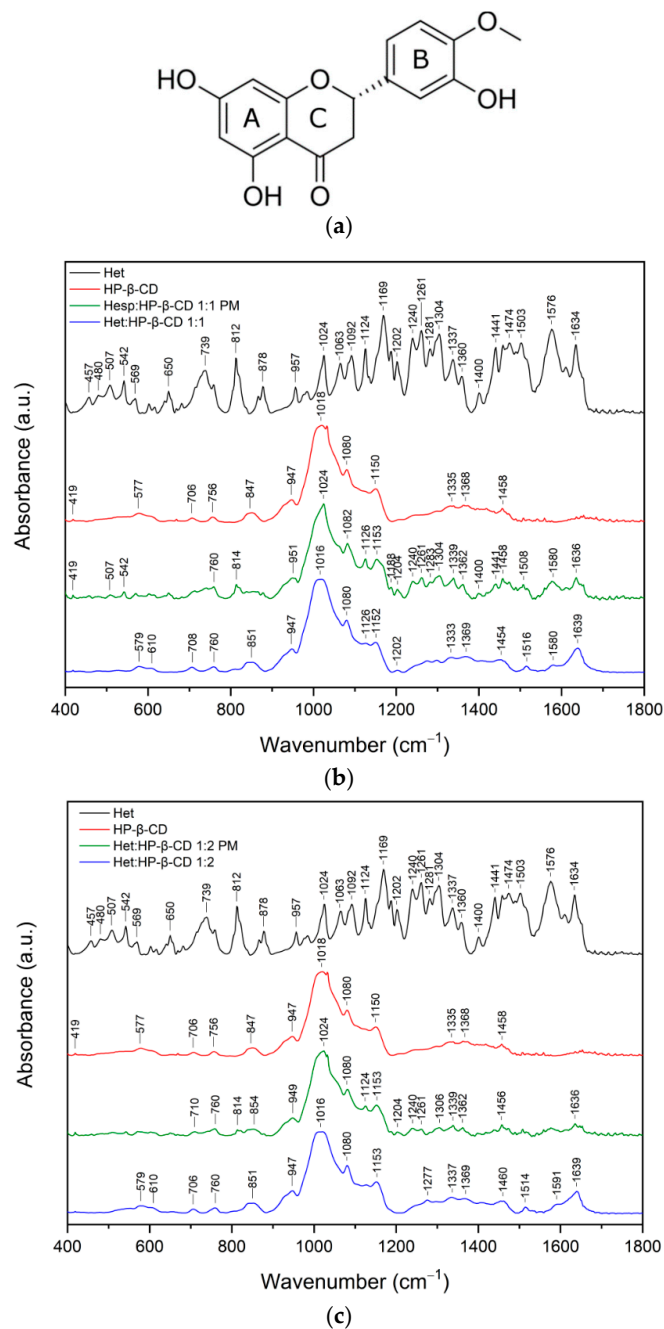 HO
O
B
O
OH
A
C
OH
O
(a)
Het
HP-β-CD
Hesp:HP-β-CD 1:1 PM
Het:HP-β-CD 1:1
457 480 507 542 569 650 739 812 878 957 1024 1063 1092 1124 1169 1202 1240 1261 1281 1304 1337 1360 1400 1441 1474 1503 1576 1634
419 577 706 756 847 947 1018 1080 1150 1335 1368 1458
419 507 542 760 814 951 1024 1082 1126 1153 1188 1204 1240 1261 1283 1304 1339 1362 1400 1441 1458 1508 1580 1636
579 610 708 760 851 947 1016 1080 1126 1152 1202 1333 1369 1454 1516 1580 1639
Absorbance (a.u.)
400 600 800 1000 1200 1400 1600 1800
Wavenumber (cm⁻¹)
(b)
Het
HP-β-CD
Het:HP-β-CD 1:2 PM
Het:HP-β-CD 1:2
457 480 507 542 569 650 739 812 878 957 1024 1063 1092 1124 1169 1202 1240 1261 1281 1304 1337 1360 1400 1441 1474 1503 1576 1634
419 577 706 756 847 947 1018 1080 1150 1335 1368 1458
710 760 814 854 949 1024 1080 1124 1153 1204 1240 1261 1306 1339 1362 1456 1636
579 610 706 760 851 947 1016 1080 1153 1277 1337 1369 1460 1514 1591 1639
Absorbance (a.u.)
400 600 800 1000 1200 1400 1600 1800
Wavenumber (cm⁻¹)
(c)